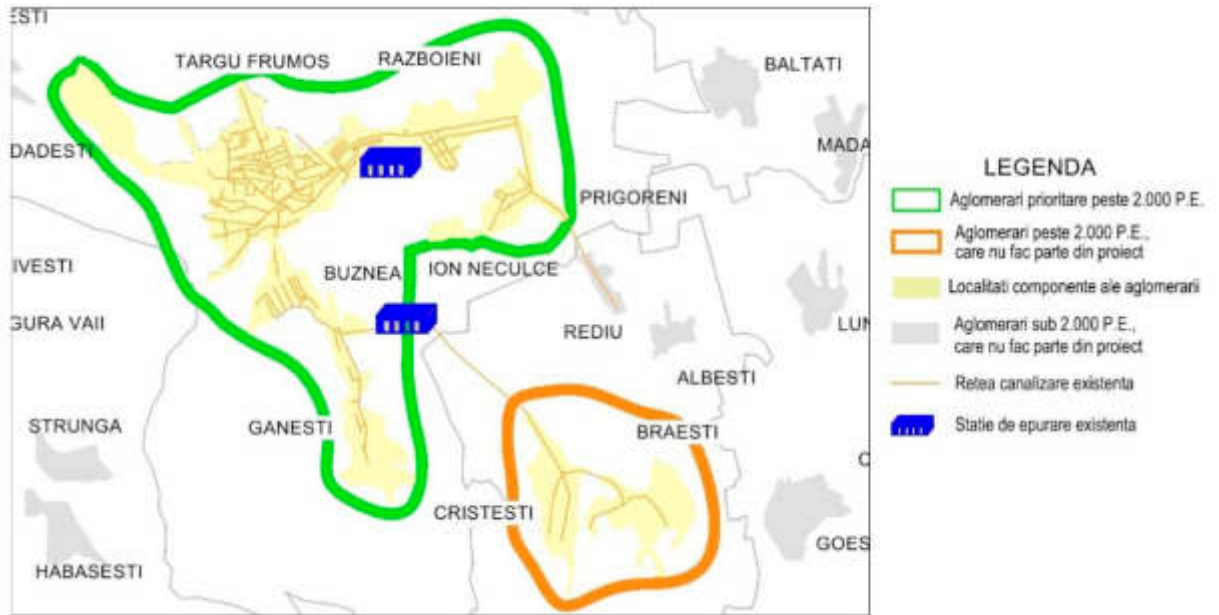 ESTI
TARGU FRUMOS
RAZBOIENI
BALTATI
DADESTI
MADA
PRIGORENI
IVESTI
BUZNEA
ION NECULCE
GURA VAII
REDIU
LUN
ALBESTI
STRUNGA
GANESTI
BRAESTI
C
CRISTESTI
GOES
HABASESTI
LEGENDA
Aglomerari prioritare peste 2.000 P.E.
Aglomerari peste 2.000 P.E.,
care nu fac parte din proiect
Localitati componente ale aglomerarii
Aglomerari sub 2.000 P.E.,
care nu fac parte din proiect
Retea canalizare existenta
Statie de epurare existenta